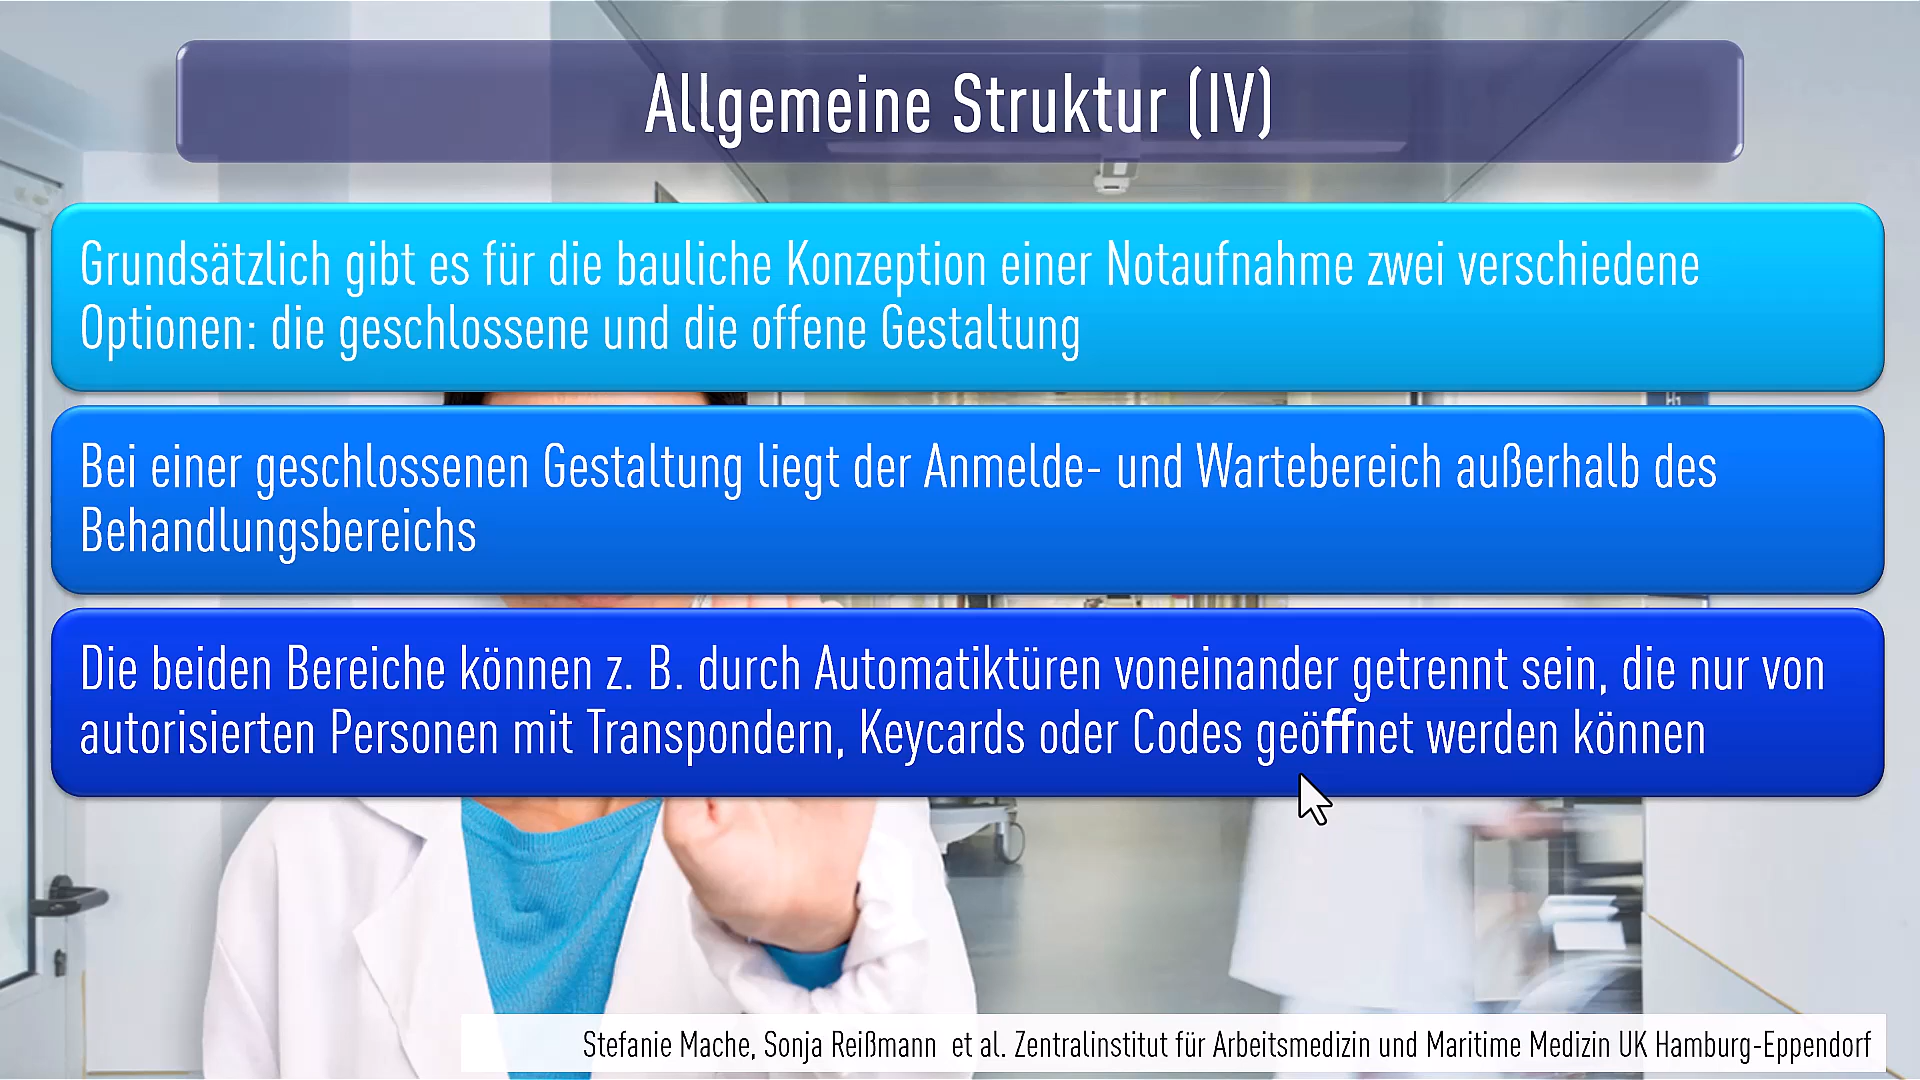 Allgemeine Struktur (IV)
Grundsätzlich gibt es für die bauliche Konzeption einer Notaufnahme zwei verschiedene
Optionen: die geschlossene und die offene Gestaltung
Bei einer geschlossenen Gestaltung liegt der Anmelde- und Wartebereich außerhalb des
Behandlungsbereichs
Die beiden Bereiche können z. B. durch Automatiktüren voneinander getrennt sein, die nur von
autorisierten Personen mit Transpondern, Keycards oder Codes geöffnet werden können
Stefanie Mache, Sonja Reißmann et al. Zentralinstitut für Arbeitsmedizin und Maritime Medizin UK Hamburg-Eppendorf